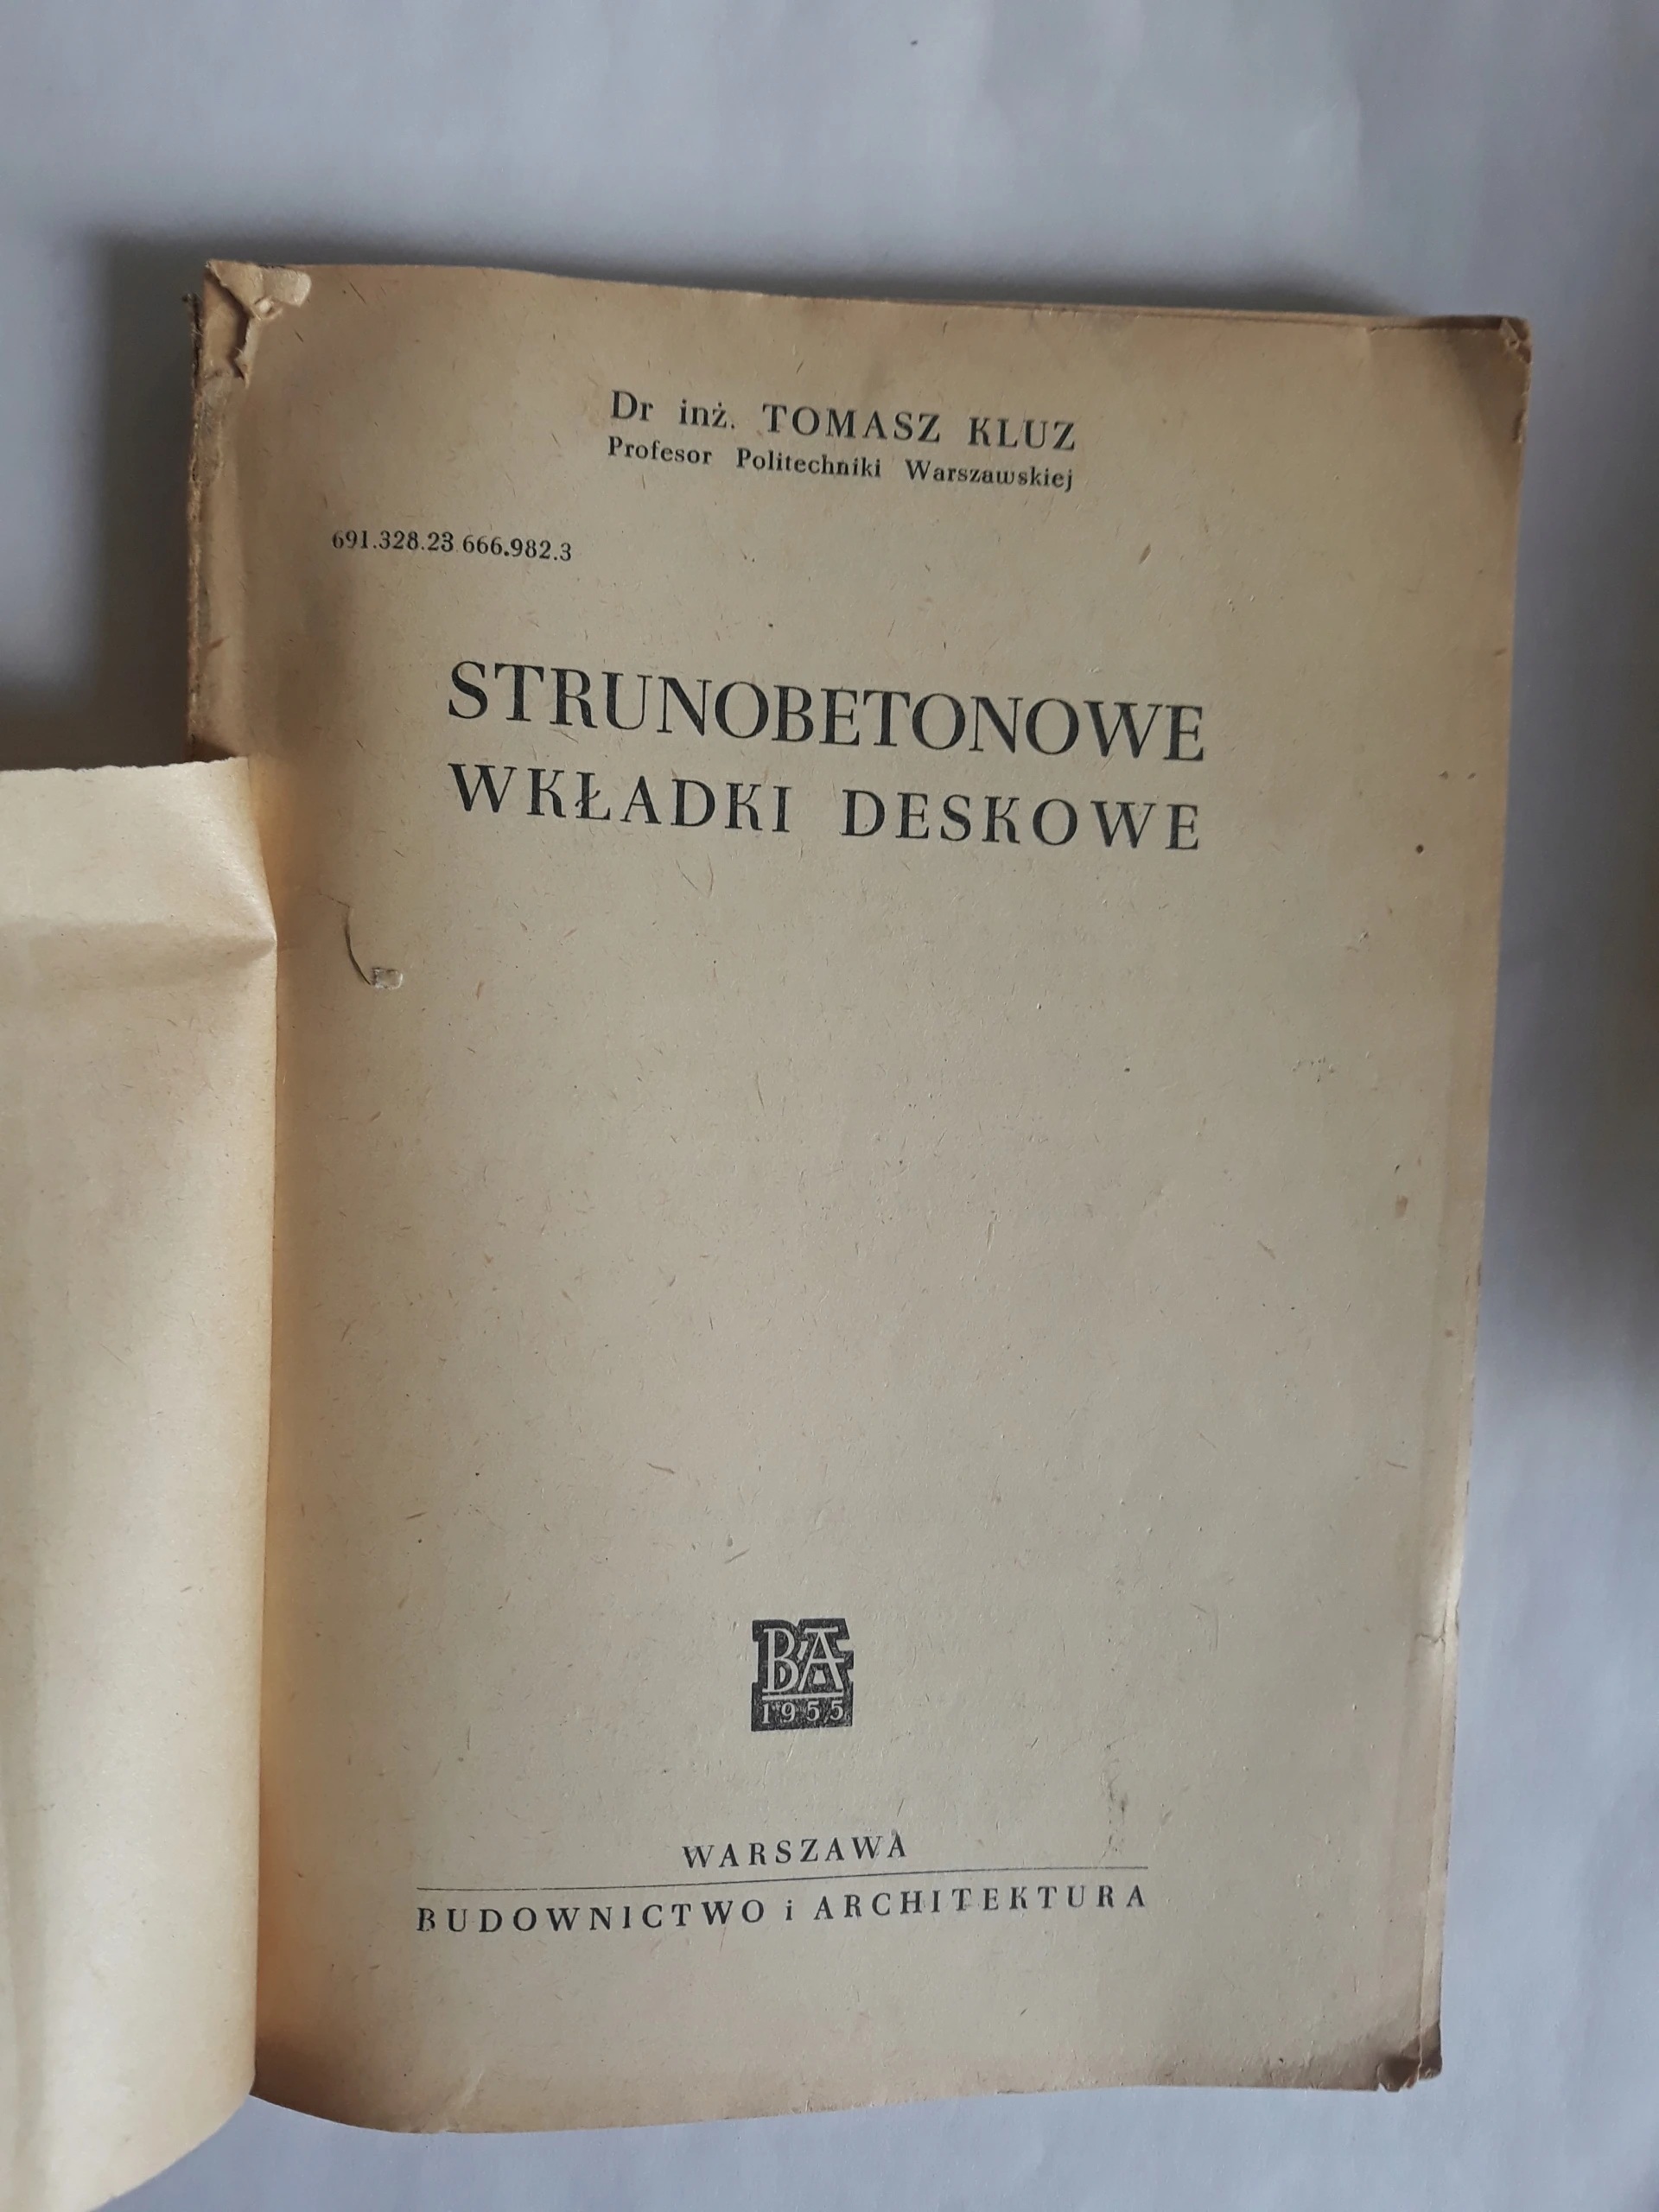 Dr inż. TOMASZ KLUZ
Profesor Politechniki Warszawskiej
691.328.23 666.982.3
STRUNOBETONOWE
WKŁADKI DESKOWE
BA
1955
WARSZAWA
BUDOWNICTWO i ARCHITEKTURA